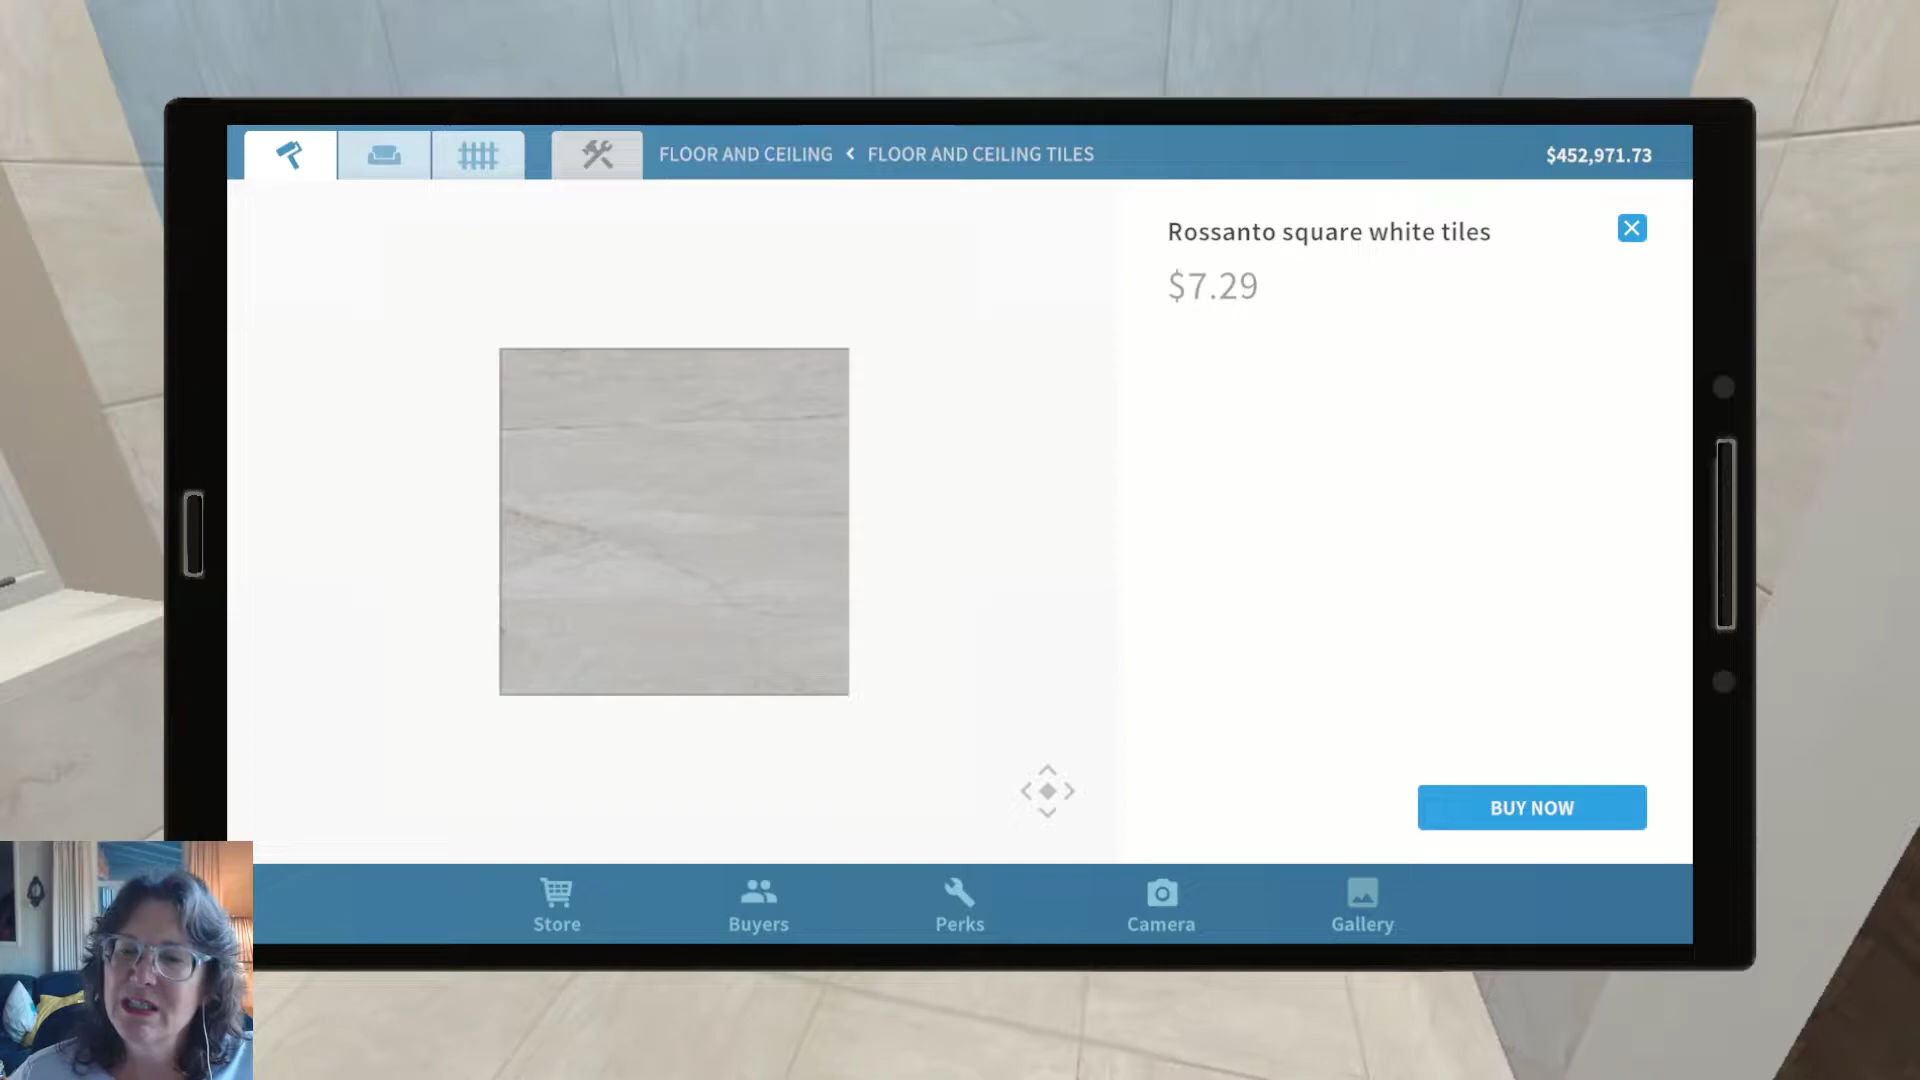 FLOOR AND CEILING < FLOOR AND CEILING TILES
$452,971.73
Rossanto square white tiles
$7.29
BUY NOW
Store
Buyers
Perks
Camera
Gallery